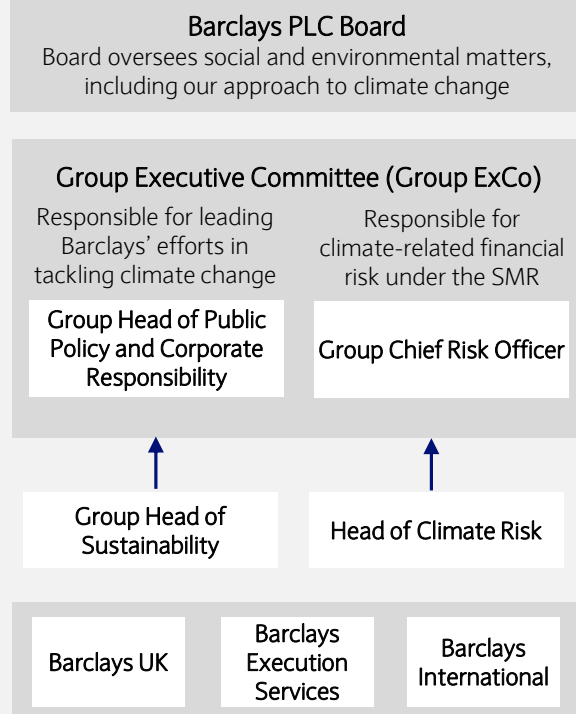 Barclays PLC Board
Board oversees social and environmental matters,
including our approach to climate change
Group Executive Committee (Group ExCo)
Responsible for leading
Barclays’ efforts in
tackling climate change
Group Head of Public
Policy and Corporate
Responsibility
Responsible for
climate-related financial
risk under the SMR
Group Chief Risk Officer
Group Head of
Sustainability
Head of Climate Risk
Barclays UK
Barclays
Execution
Services
Barclays
International